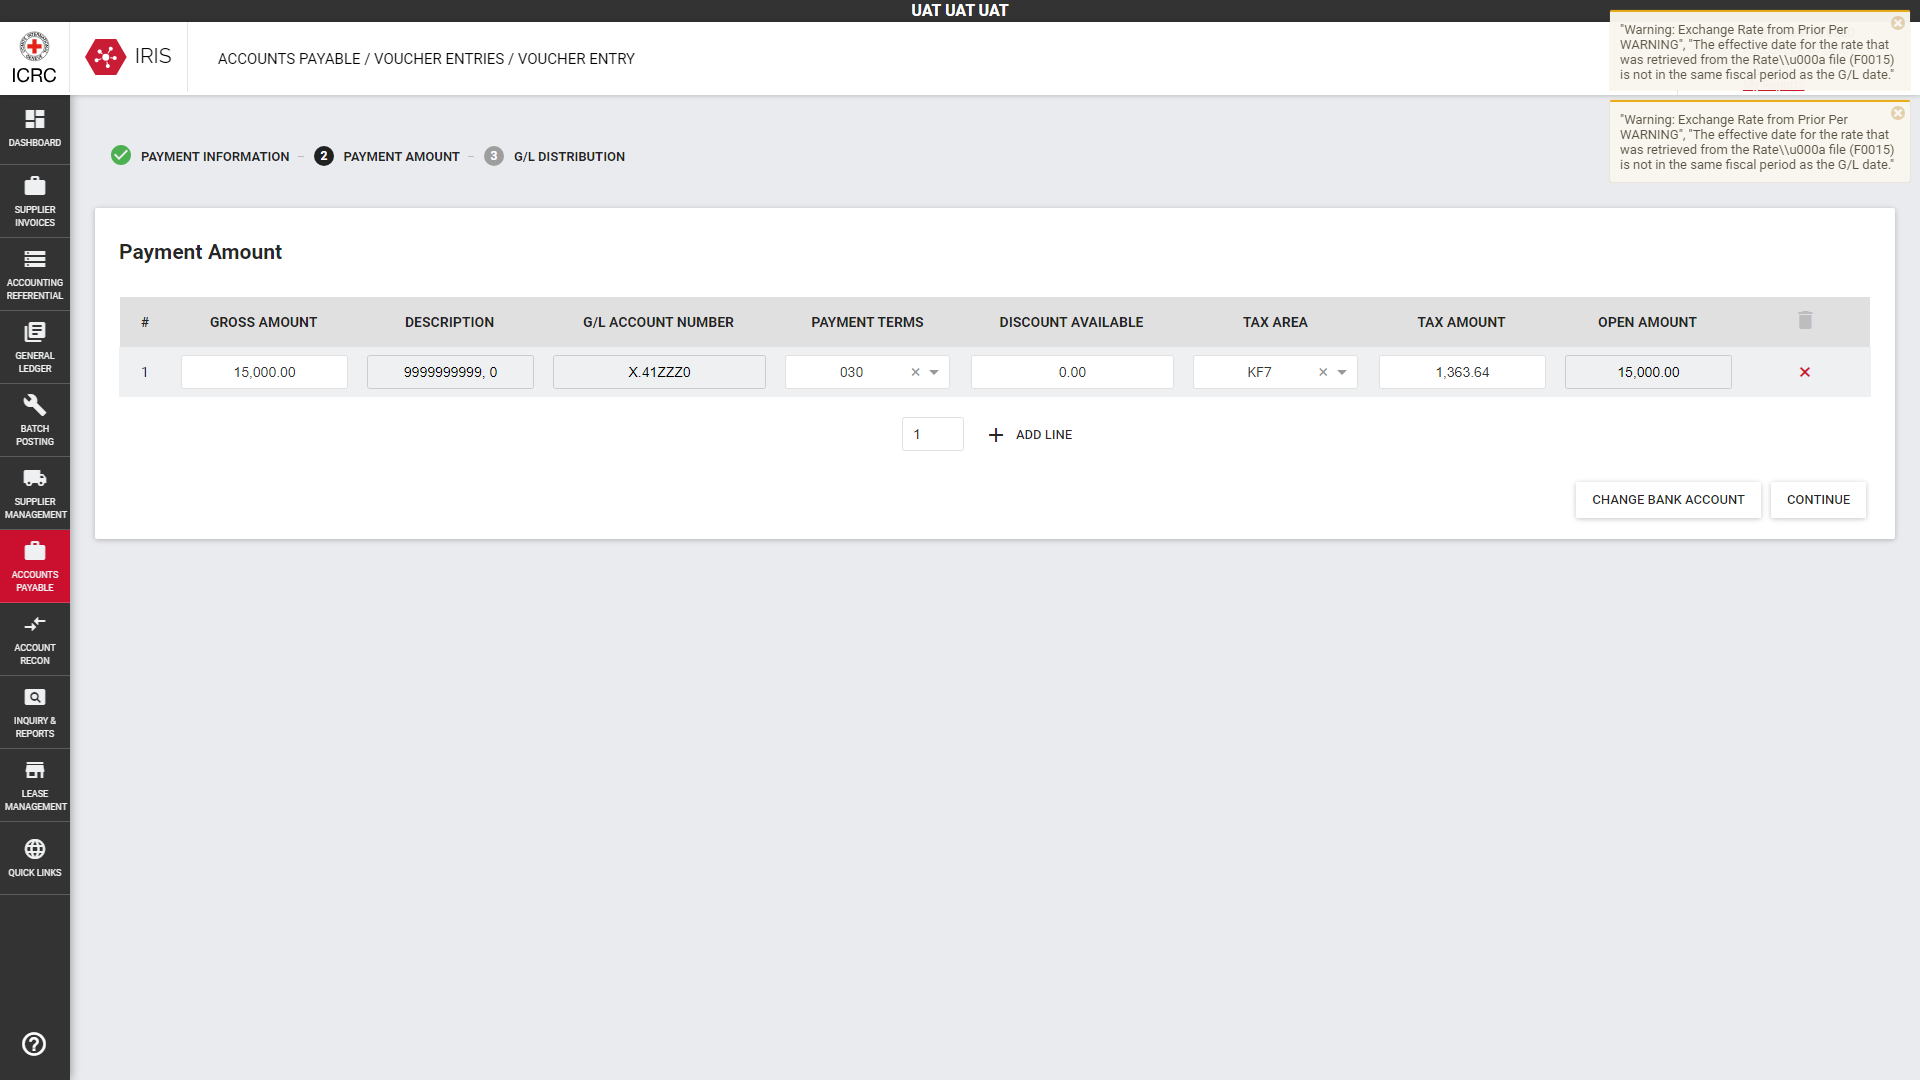 UAT UAT UAT
ICRC
IRIS
ACCOUNTS PAYABLE / VOUCHER ENTRIES / VOUCHER ENTRY
"Warning: Exchange Rate from Prior Per
WARNING", "The effective date for the rate that
was retrieved from the Rate\\u000a file (F0015)
is not in the same fiscal period as the G/L date."
"Warning: Exchange Rate from Prior Per
WARNING", "The effective date for the rate that
was retrieved from the Rate\\u000a file (F0015)
is not in the same fiscal period as the G/L date."
DASHBOARD
SUPPLIER
INVOICES
ACCOUNTING
REFERENTIAL
GENERAL
LEDGER
BATCH
POSTING
SUPPLIER
MANAGEMENT
ACCOUNTS
PAYABLE
ACCOUNT
RECON
INQUIRY &
REPORTS
LEASE
MANAGEMENT
QUICK LINKS
PAYMENT INFORMATION
2 PAYMENT AMOUNT
3 G/L DISTRIBUTION
Payment Amount
# GROSS AMOUNT DESCRIPTION G/L ACCOUNT NUMBER PAYMENT TERMS DISCOUNT AVAILABLE TAX AREA TAX AMOUNT OPEN AMOUNT
1 15,000.00 9999999999, 0 X.41ZZZ0 030 0.00 KF7 1,363.64 15,000.00
1 ADD LINE
CHANGE BANK ACCOUNT CONTINUE